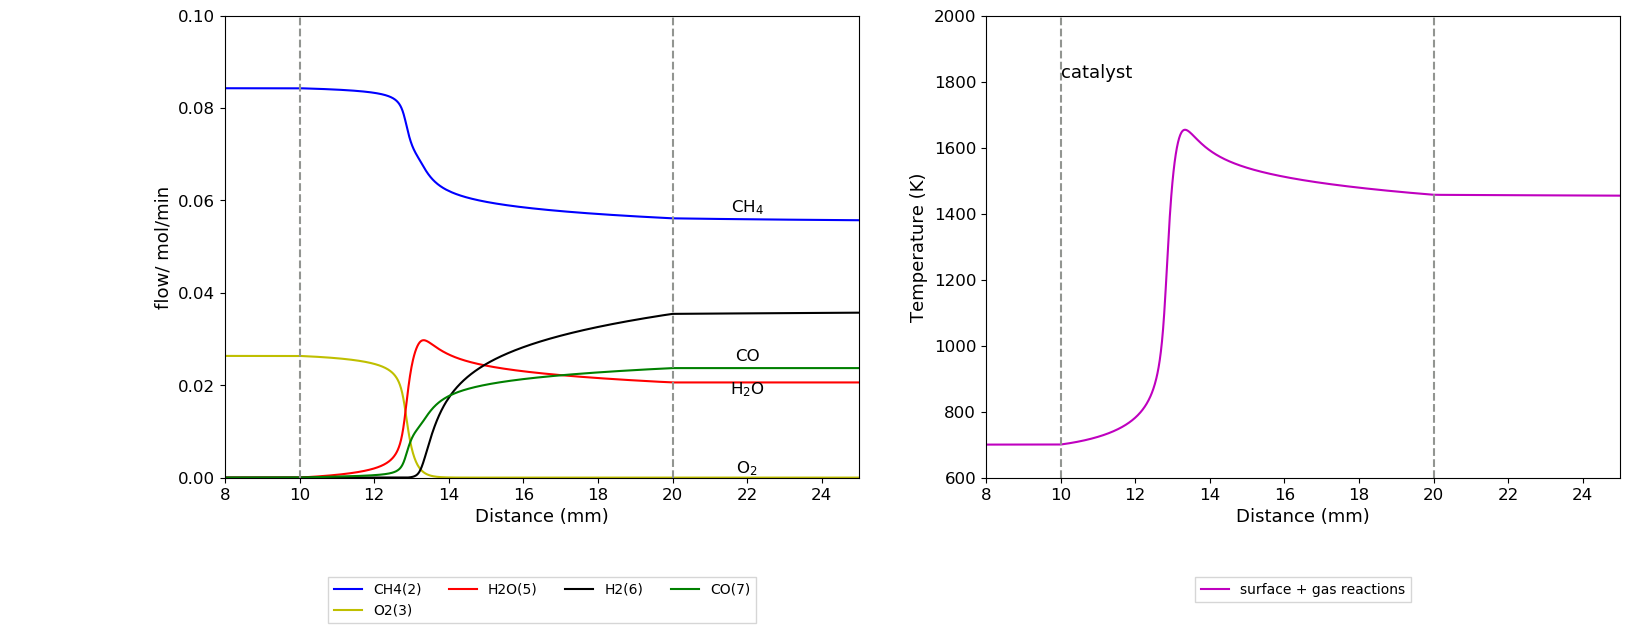 0.10
0.08
0.06
0.04
0.02
0.00
flow/ mol/min
CH₄
CO
H₂O
O₂
8 10 12 14 16 18 20 22 24
Distance (mm)
CH4(2) H2O(5) H2(6) CO(7)
O2(3)
2000
1800
1600
1400
1200
1000
800
600
Temperature (K)
catalyst
8 10 12 14 16 18 20 22 24
Distance (mm)
surface + gas reactions